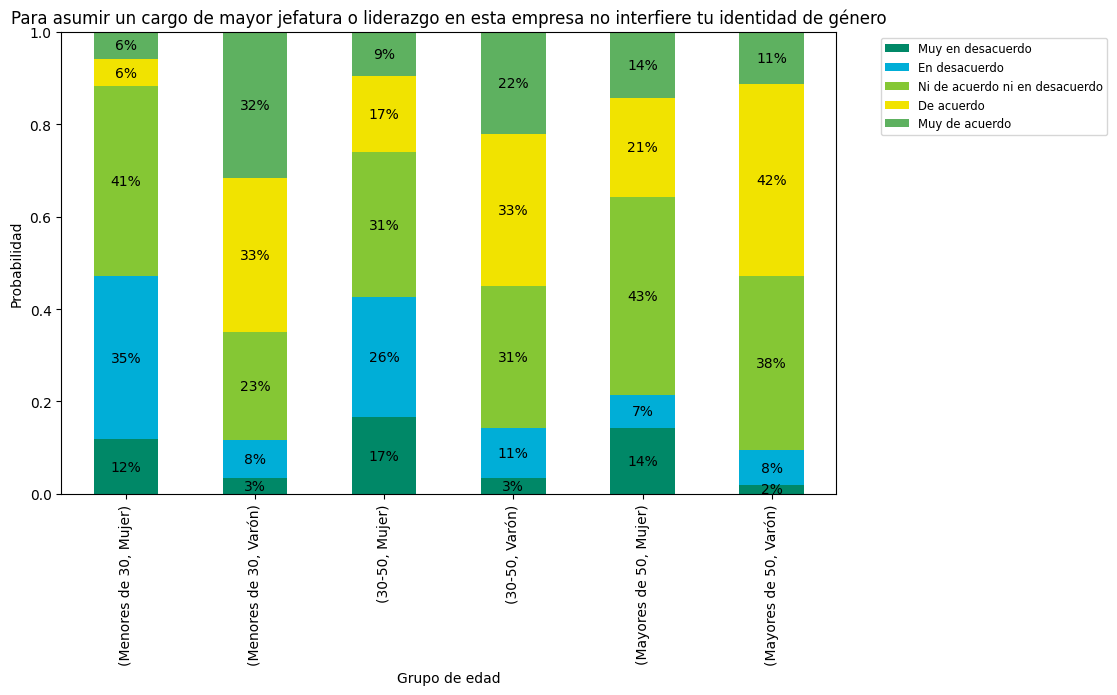 Para asumir un cargo de mayor jefatura o liderazgo en esta empresa no interfiere tu identidad de género
Probabilidad
1.0
0.8
0.6
0.4
0.2
0.0
6%
6%
41%
35%
12%
32%
33%
23%
8%
3%
9%
17%
31%
26%
17%
22%
33%
31%
11%
3%
14%
21%
43%
7%
14%
11%
42%
38%
8%
2%
(Menores de 30, Mujer)
(Menores de 30, Varón)
(30-50, Mujer)
(30-50, Varón)
(Mayores de 50, Mujer)
(Mayores de 50, Varón)
Grupo de edad
Muy en desacuerdo
En desacuerdo
Ni de acuerdo ni en desacuerdo
De acuerdo
Muy de acuerdo